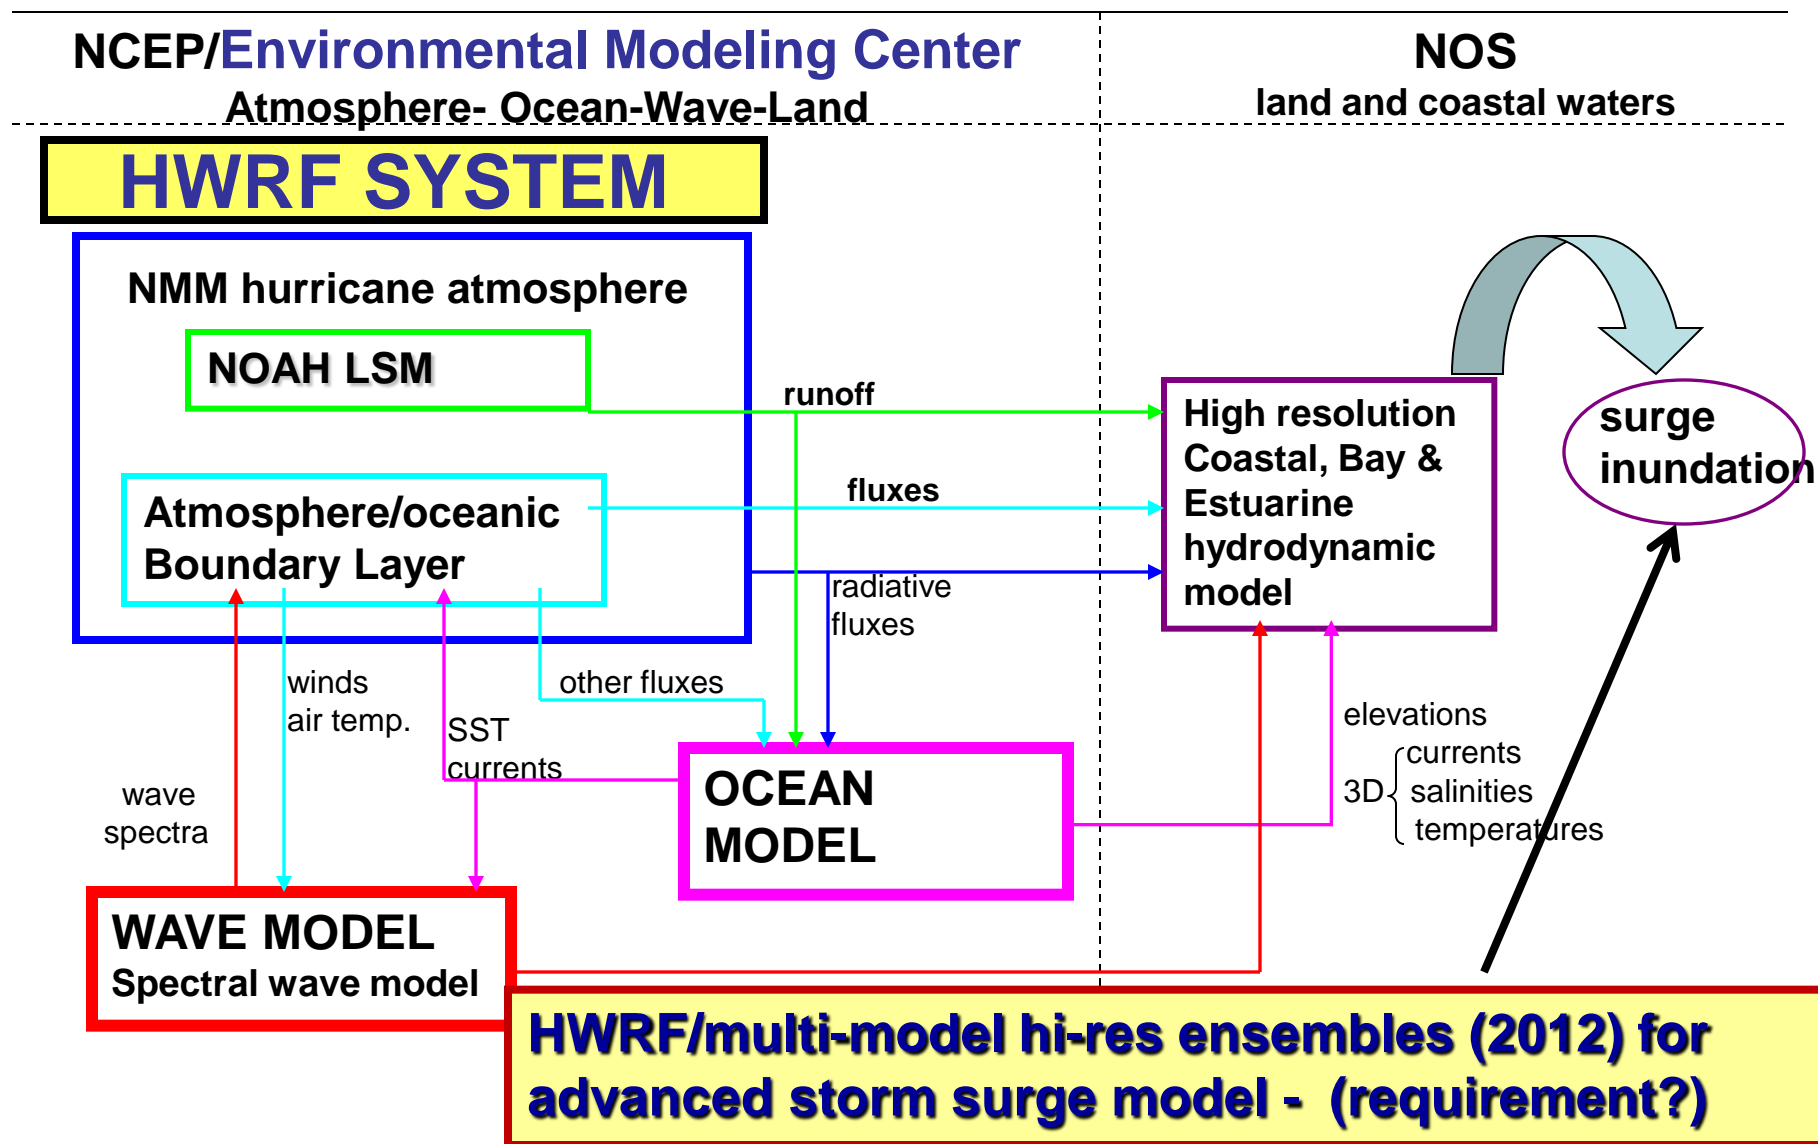 NCEP/Environmental Modeling Center
Atmosphere- Ocean-Wave-Land
NOS
land and coastal waters
HWRF SYSTEM
NMM hurricane atmosphere
NOAH LSM
Atmosphere/oceanic
Boundary Layer
runoff
fluxes
radiative
fluxes
High resolution
Coastal, Bay &
Estuarine
hydrodynamic
model
surge
inundation
winds
air temp.
other fluxes
SST
currents
wave
spectra
OCEAN
MODEL
elevations
currents
3D salinities
temperatures
WAVE MODEL
Spectral wave model
HWRF/multi-model hi-res ensembles (2012) for
advanced storm surge model - (requirement?)